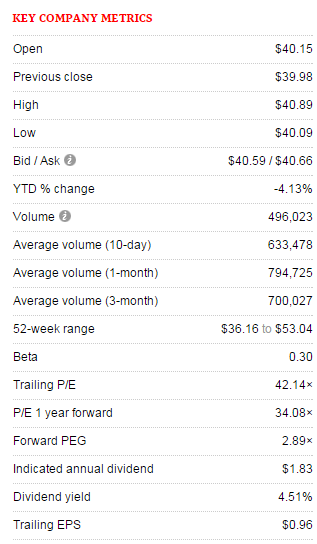 KEY COMPANY METRICS
Open $40.15
Previous close $39.98
High $40.89
Low $40.09
Bid / Ask i $40.59 / $40.66
YTD % change -4.13%
Volume i 496,023
Average volume (10-day) 633,478
Average volume (1-month) 794,725
Average volume (3-month) 700,027
52-week range $36.16 to $53.04
Beta 0.30
Trailing P/E 42.14×
P/E 1 year forward 34.08×
Forward PEG 2.89×
Indicated annual dividend $1.83
Dividend yield 4.51%
Trailing EPS $0.96